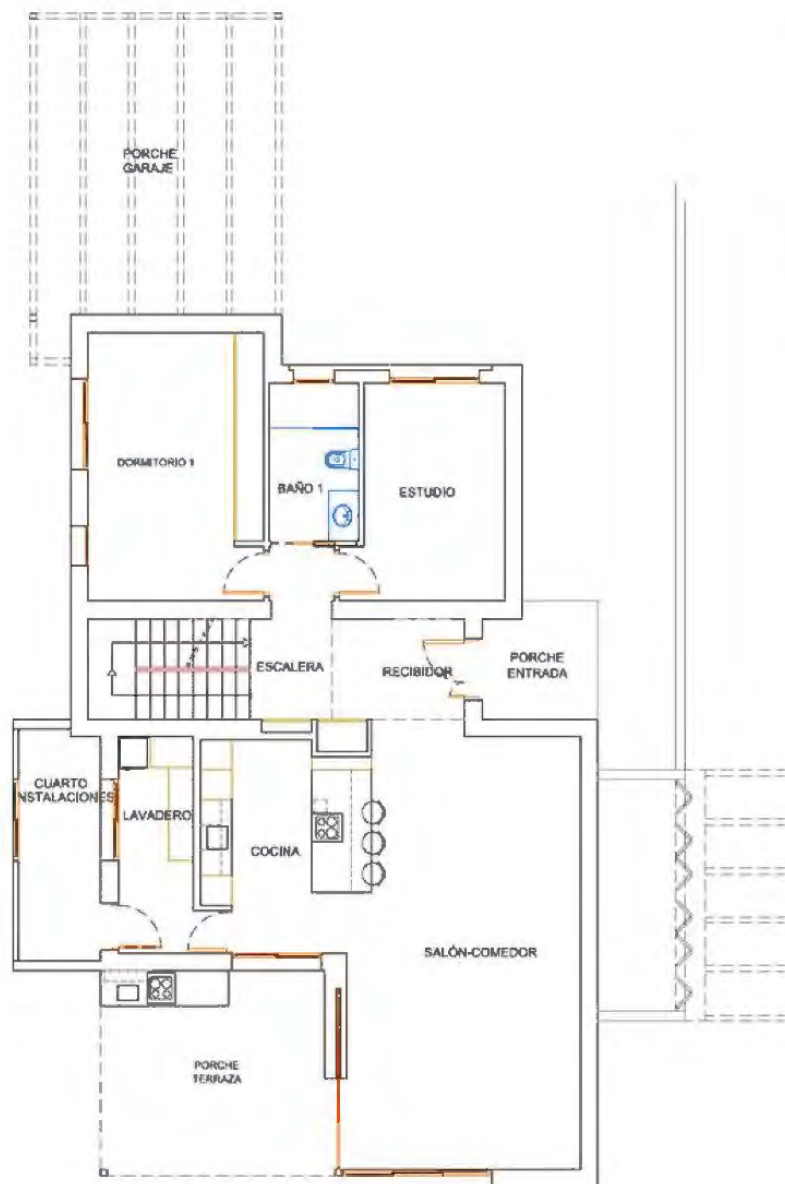 PORCHE
GARAJE
DORMITORIO 1
BAÑO 1
ESTUDIO
ESCALERA
RECIBIDOR
PORCHE
ENTRADA
CUARTO
INSTALACIONES
LAVADERO
COCINA
SALÓN-COMEDOR
PORCHE
TERRAZA